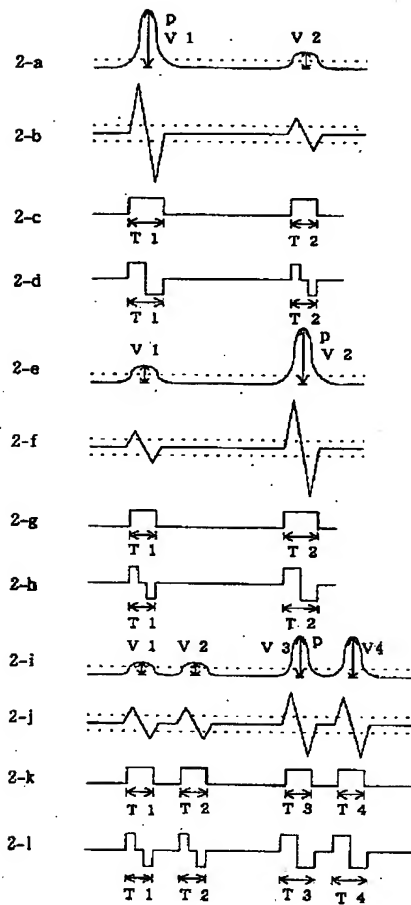 p
V 1
V 2
2-a
2-b
2-c
T 1
T 2
2-d
T 1
T 2
V 1
p
V 2
2-e
2-f
2-g
T 1
T 2
2-h
T 1
T 2
V 1
V 2
V 3
p
V4
2-i
2-j
2-k
T 1
T 2
T 3
T 4
2-l
T 1
T 2
T 3
T 4